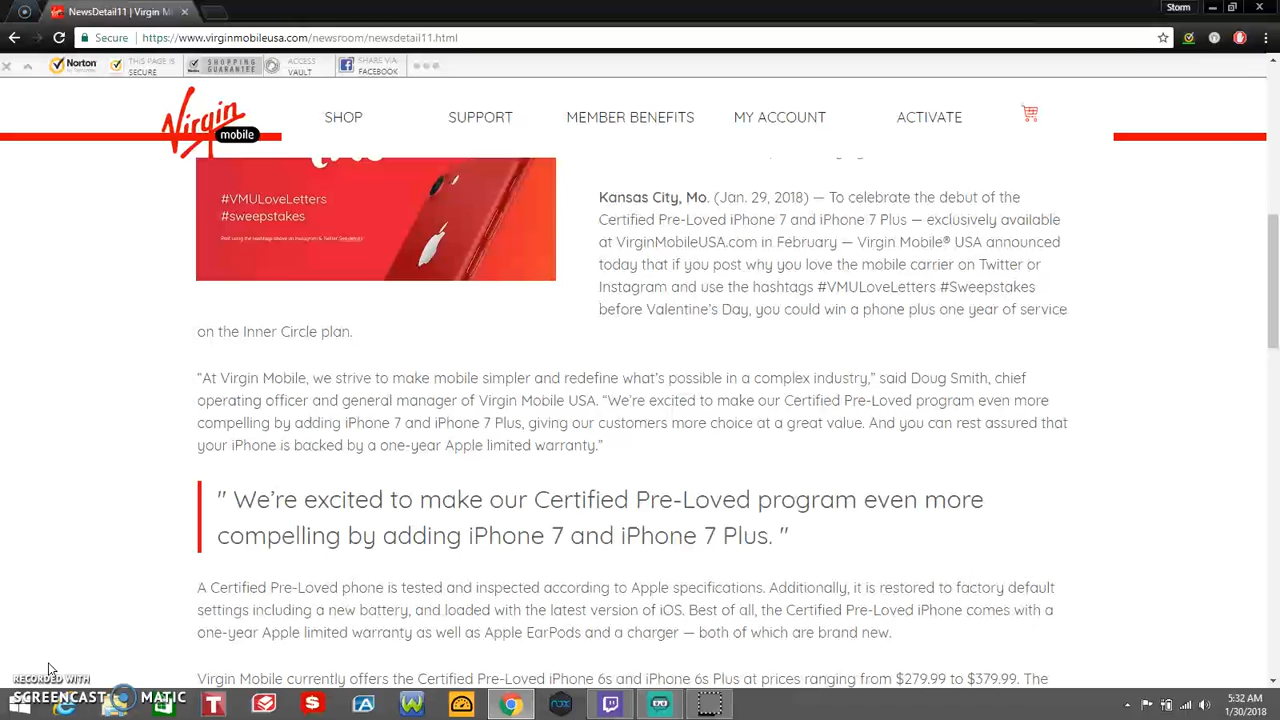 NewsDetail11 | Virgin M
Storm
Secure
https://www.virginmobileusa.com/newsroom/newsdetail11.html
Norton
THIS PAGE IS
SECURE
SHOPPING
GUARANTEE
ACCESS
VAULT
SHARE VIA
FACEBOOK
Virgin
mobile
SHOP
SUPPORT
MEMBER BENEFITS
MY ACCOUNT
ACTIVATE
#VMULoveLetters
#sweepstakes
Kansas City, Mo. (Jan. 29, 2018) — To celebrate the debut of the
Certified Pre-Loved iPhone 7 and iPhone 7 Plus — exclusively available
at VirginMobileUSA.com in February — Virgin Mobile® USA announced
today that if you post why you love the mobile carrier on Twitter or
Instagram and use the hashtags #VMULoveLetters #Sweepstakes
before Valentine's Day, you could win a phone plus one year of service
on the Inner Circle plan.
“At Virgin Mobile, we strive to make mobile simpler and redefine what's possible in a complex industry,” said Doug Smith, chief
operating officer and general manager of Virgin Mobile USA. “We're excited to make our Certified Pre-Loved program even more
compelling by adding iPhone 7 and iPhone 7 Plus, giving our customers more choice at a great value. And you can rest assured that
your iPhone is backed by a one-year Apple limited warranty.”
" We're excited to make our Certified Pre-Loved program even more
compelling by adding iPhone 7 and iPhone 7 Plus. "
A Certified Pre-Loved phone is tested and inspected according to Apple specifications. Additionally, it is restored to factory default
settings including a new battery, and loaded with the latest version of iOS. Best of all, the Certified Pre-Loved iPhone comes with a
one-year Apple limited warranty as well as Apple EarPods and a charger — both of which are brand new.
Virgin Mobile currently offers the Certified Pre-Loved iPhone 6s and iPhone 6s Plus at prices ranging from $279.99 to $379.99. The
RECORDED WITH
SCREENCAST MATIC
5:32 AM
1/30/2018